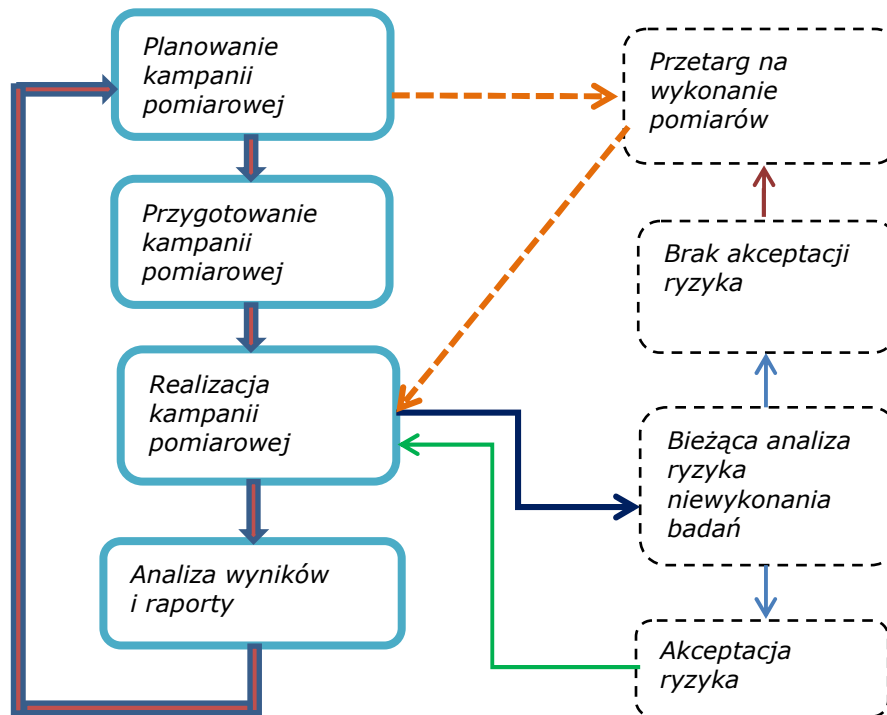 Planowanie
kampanii
pomiarowej
Przetarg na
wykonanie
pomiarów
Przygotowanie
kampanii
pomiarowej
Brak akceptacji
ryzyka
Realizacja
kampanii
pomiarowej
Bieżąca analiza
ryzyka
niewykonania
badań
Analiza wyników
i raporty
Akceptacja
ryzyka